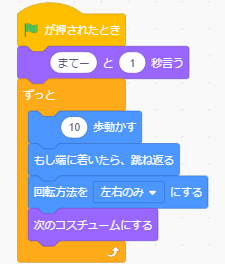 が押されたとき
まてー と 1 秒言う
ずっと
10 歩動かす
もし端に着いたら、跳ね返る
回転方法を 左右のみ にする
次のコスチュームにする